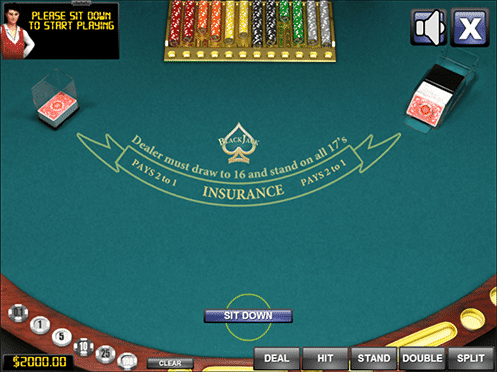 PLEASE SIT DOWN
TO START PLAYING
X
BLACKJACK
Dealer must draw to 16 and stand on all 17's
PAYS 2 to 1
INSURANCE
PAYS 2 to 1
SIT DOWN
1
5
10
25
100
$2000.00
CLEAR
DEAL
HIT
STAND
DOUBLE
SPLIT